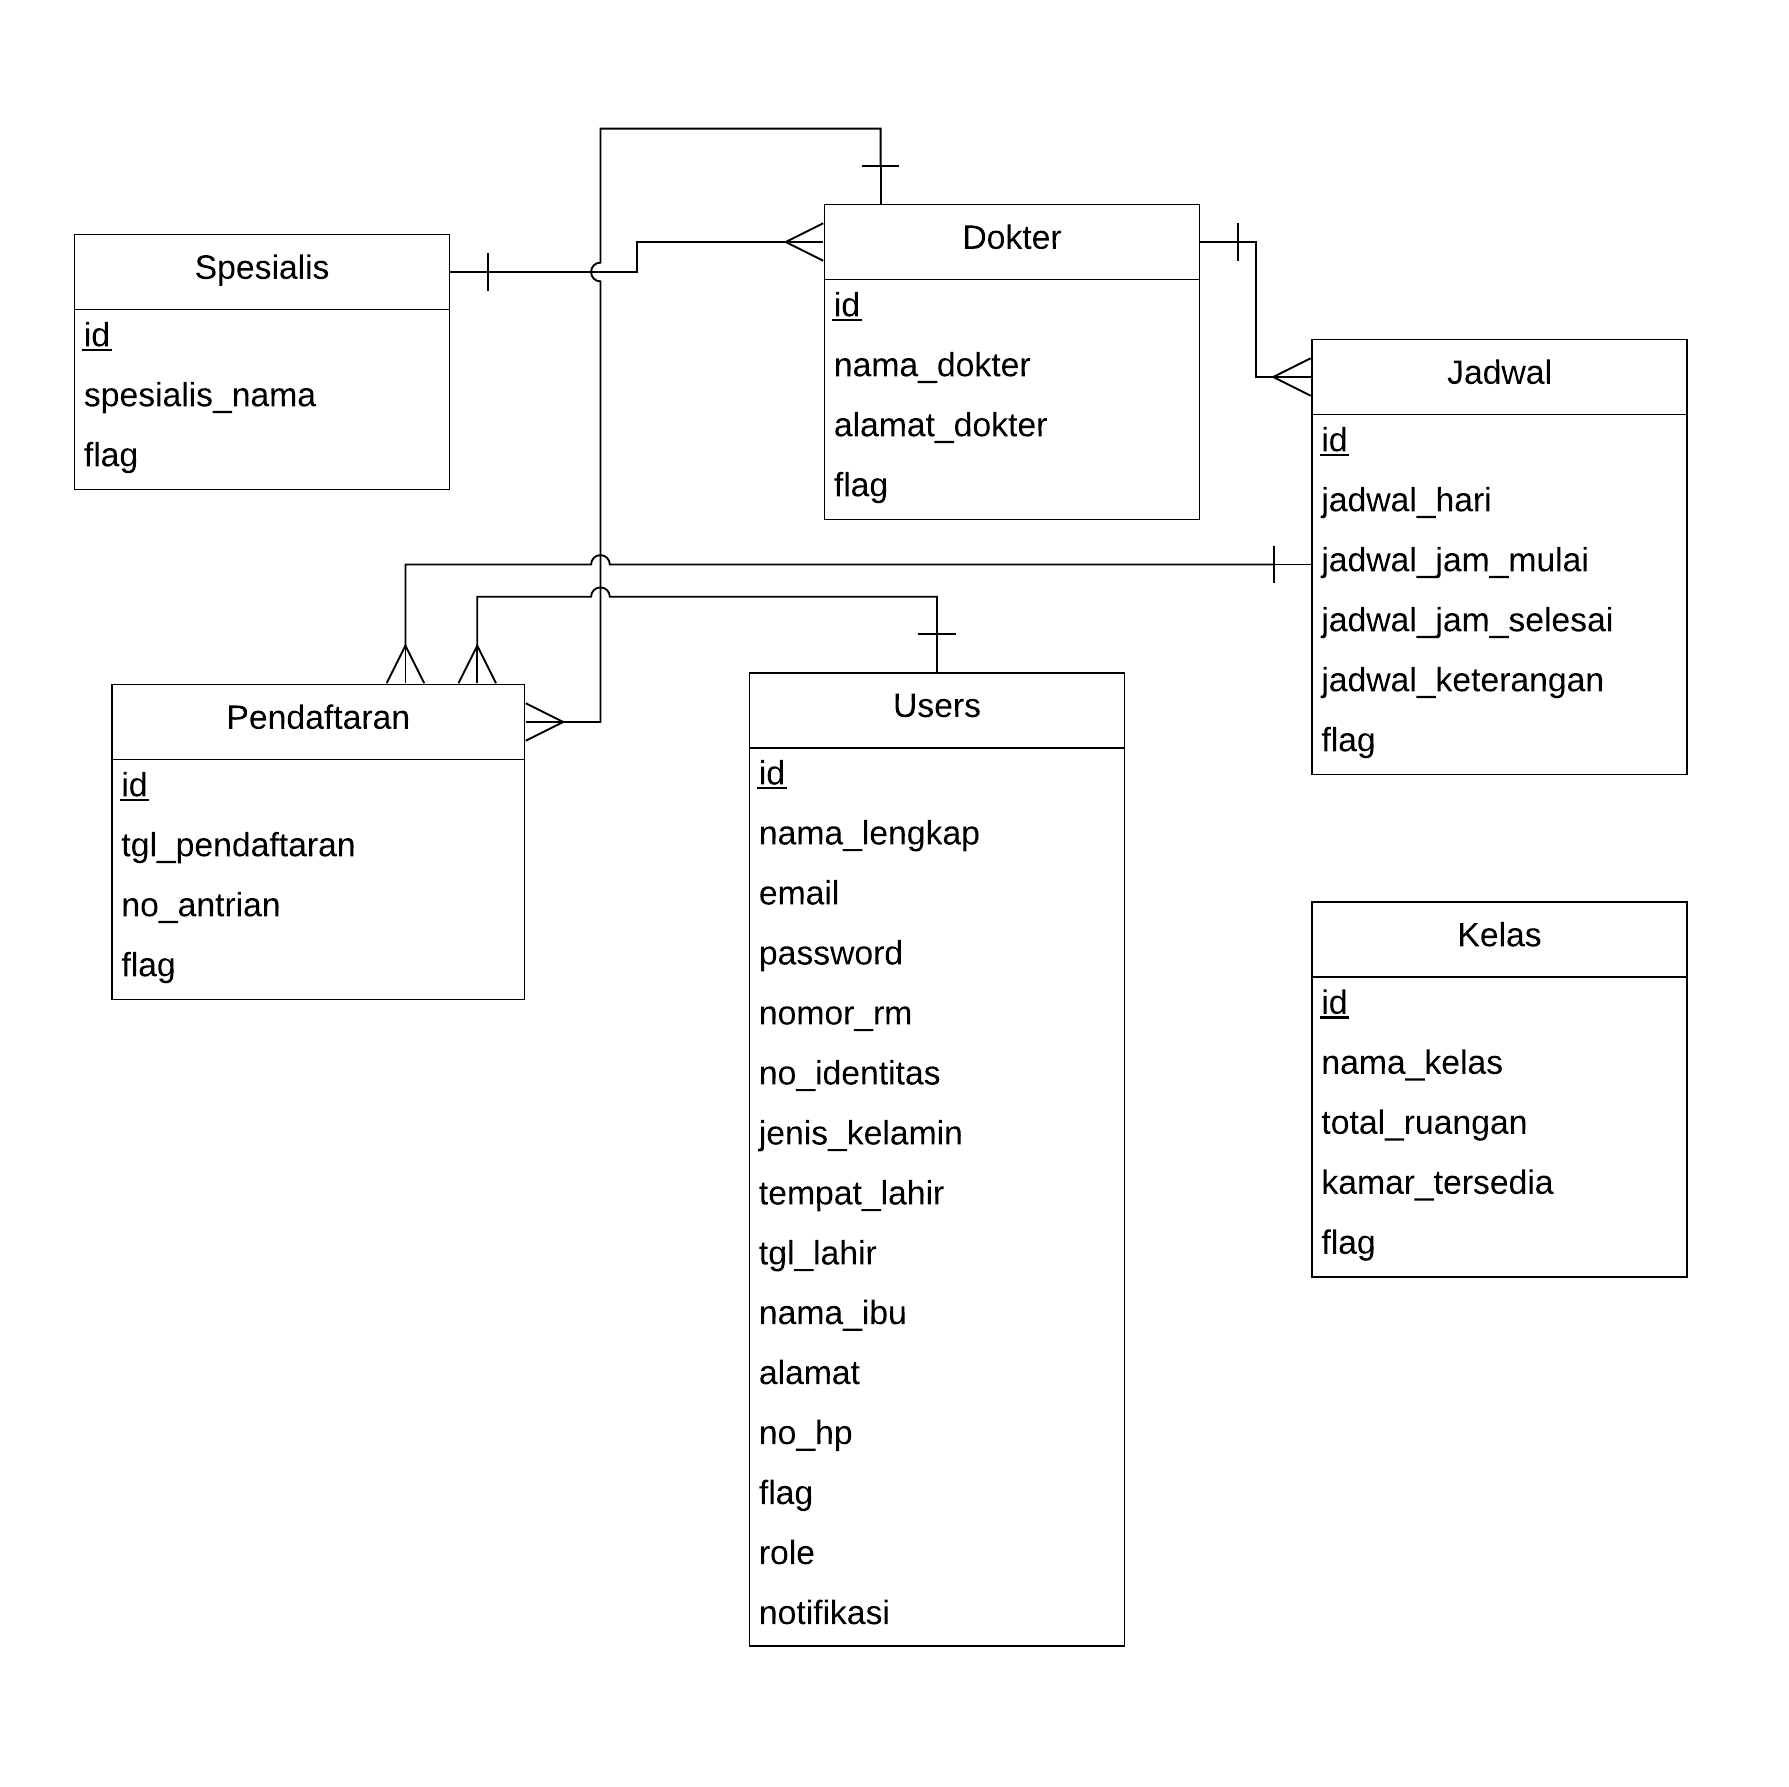 Spesialis
id
spesialis_nama
flag
Dokter
id
nama_dokter
alamat_dokter
flag
Jadwal
id
jadwal_hari
jadwal_jam_mulai
jadwal_jam_selesai
jadwal_keterangan
flag
Pendaftaran
id
tgl_pendaftaran
no_antrian
flag
Users
id
nama_lengkap
email
password
nomor_rm
no_identitas
jenis_kelamin
tempat_lahir
tgl_lahir
nama_ibu
alamat
no_hp
flag
role
notifikasi
Kelas
id
nama_kelas
total_ruangan
kamar_tersedia
flag